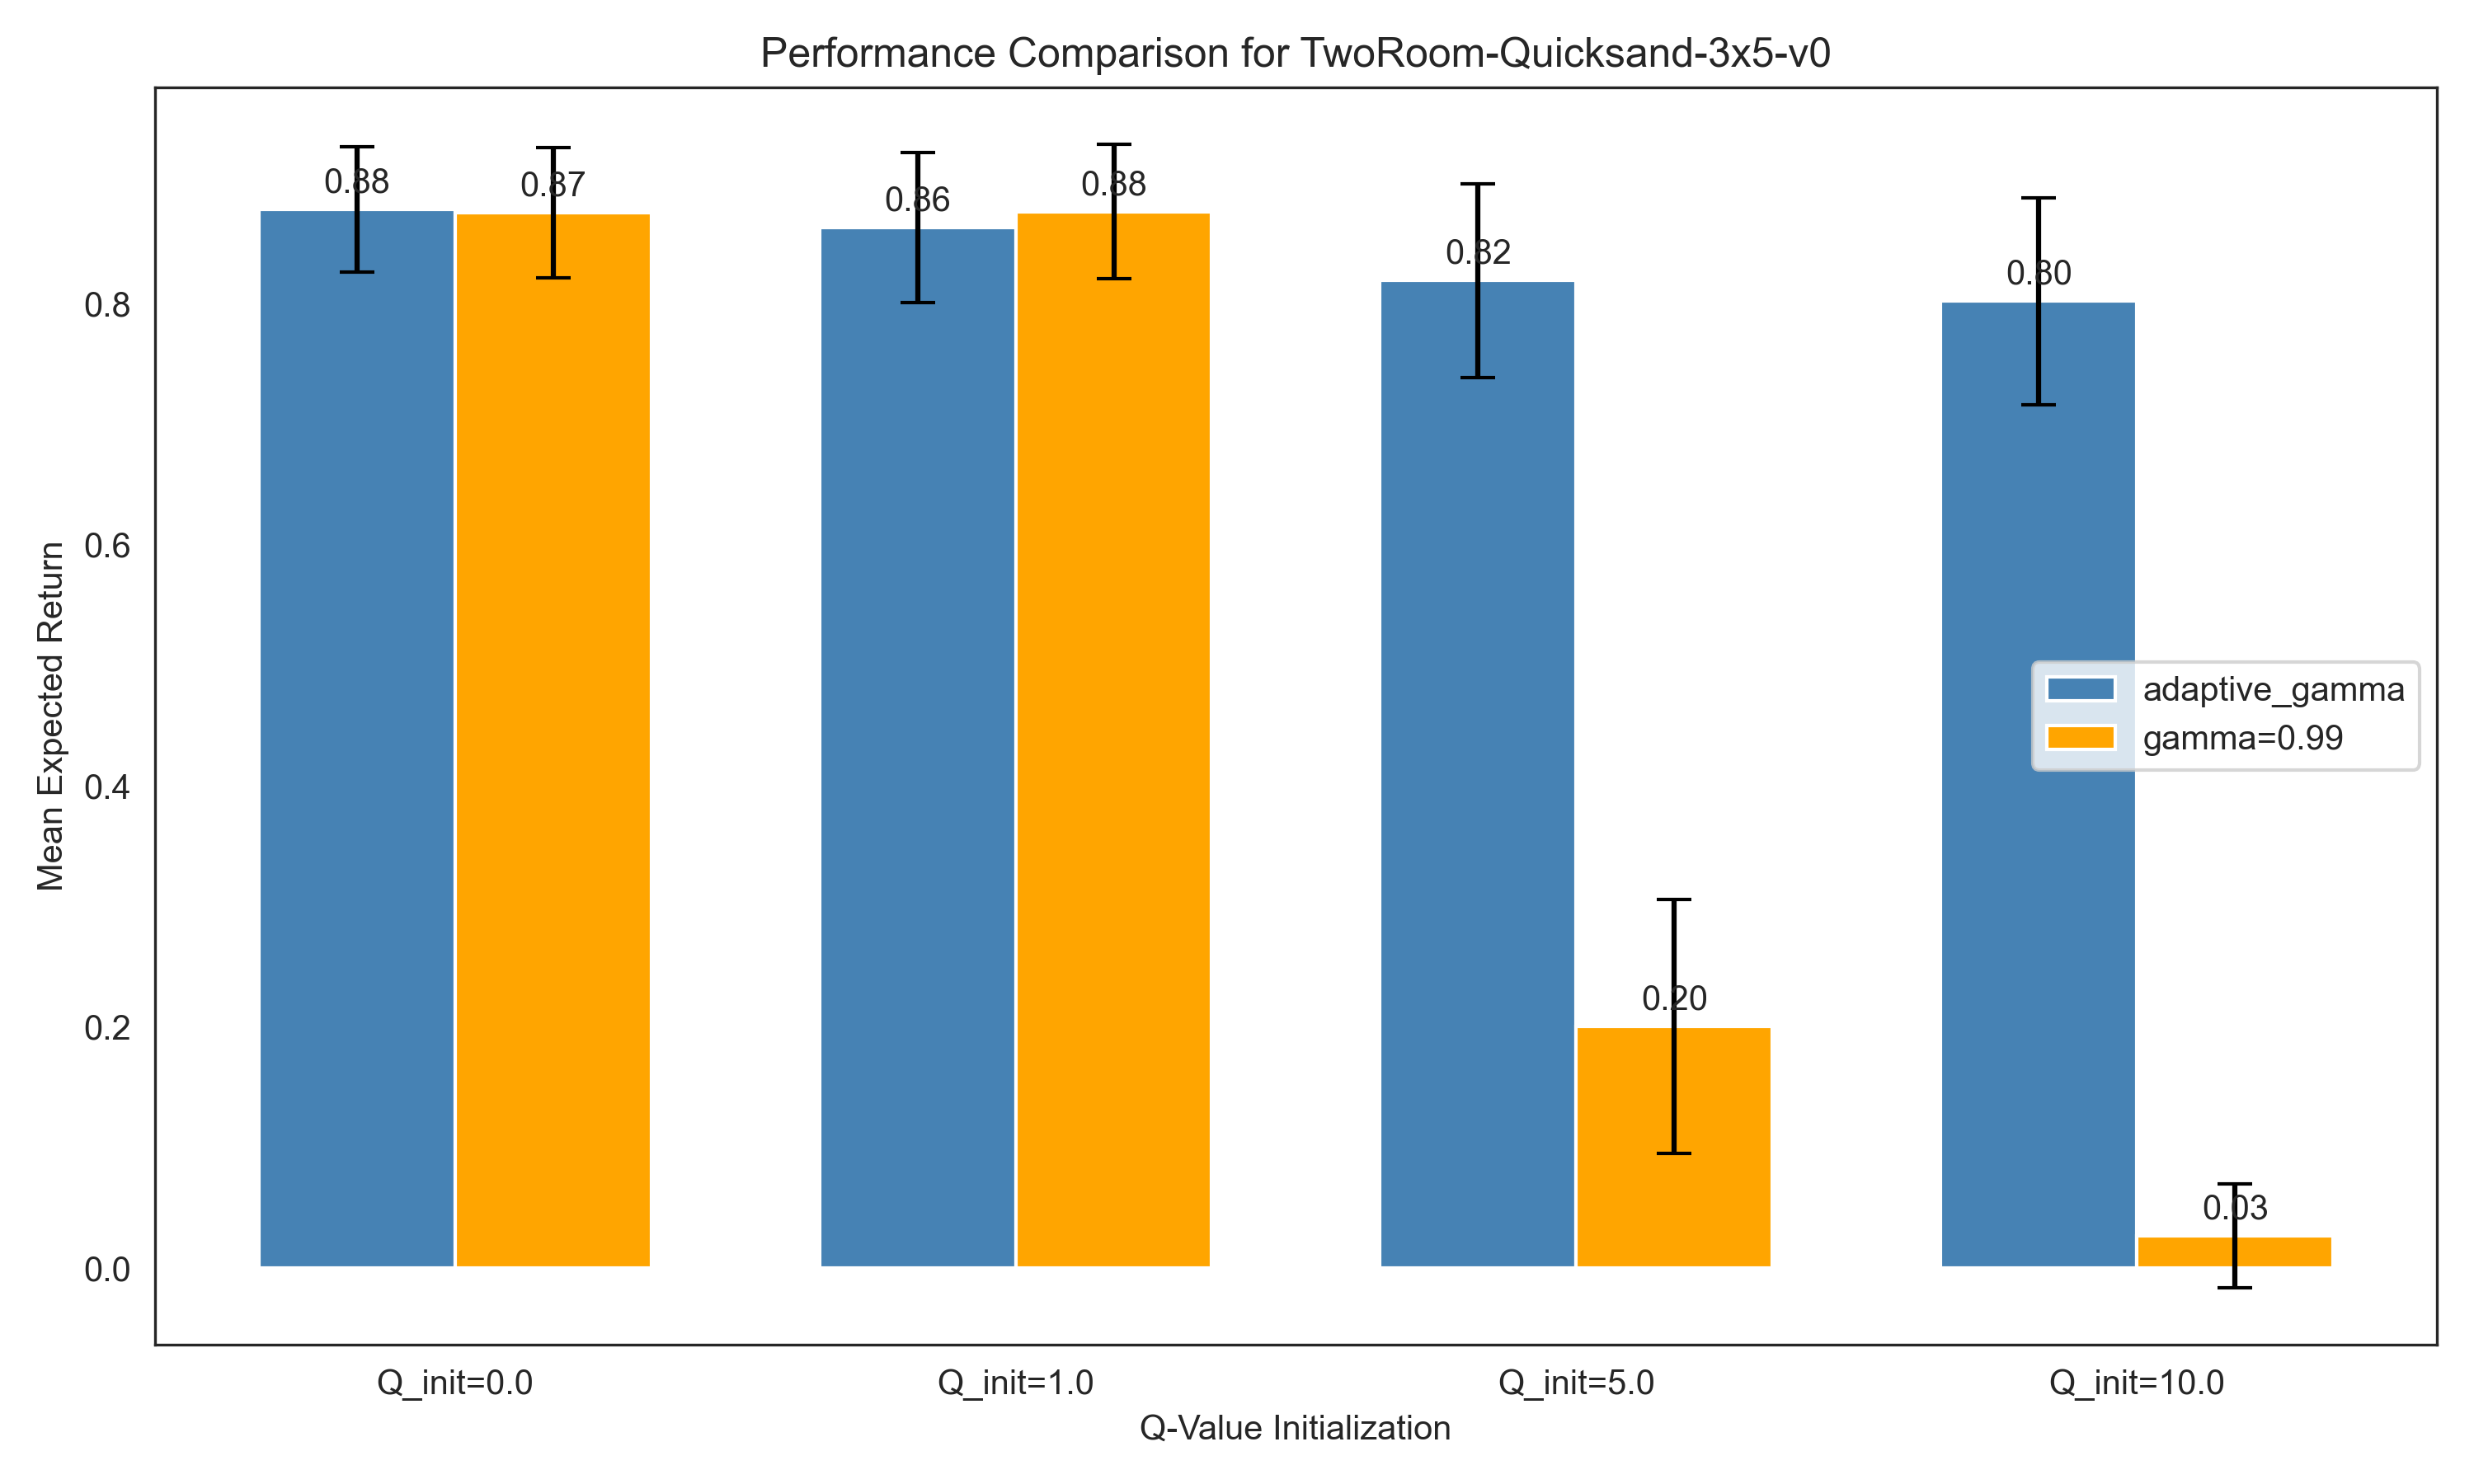 Performance Comparison for TwoRoom-Quicksand-3x5-v0
Mean Expected Return
0.8
0.6
0.4
0.2
0.0
0.88
0.87
0.86
0.88
0.82
0.20
0.80
0.03
adaptive_gamma
gamma=0.99
Q_init=0.0
Q_init=1.0
Q_init=5.0
Q_init=10.0
Q-Value Initialization